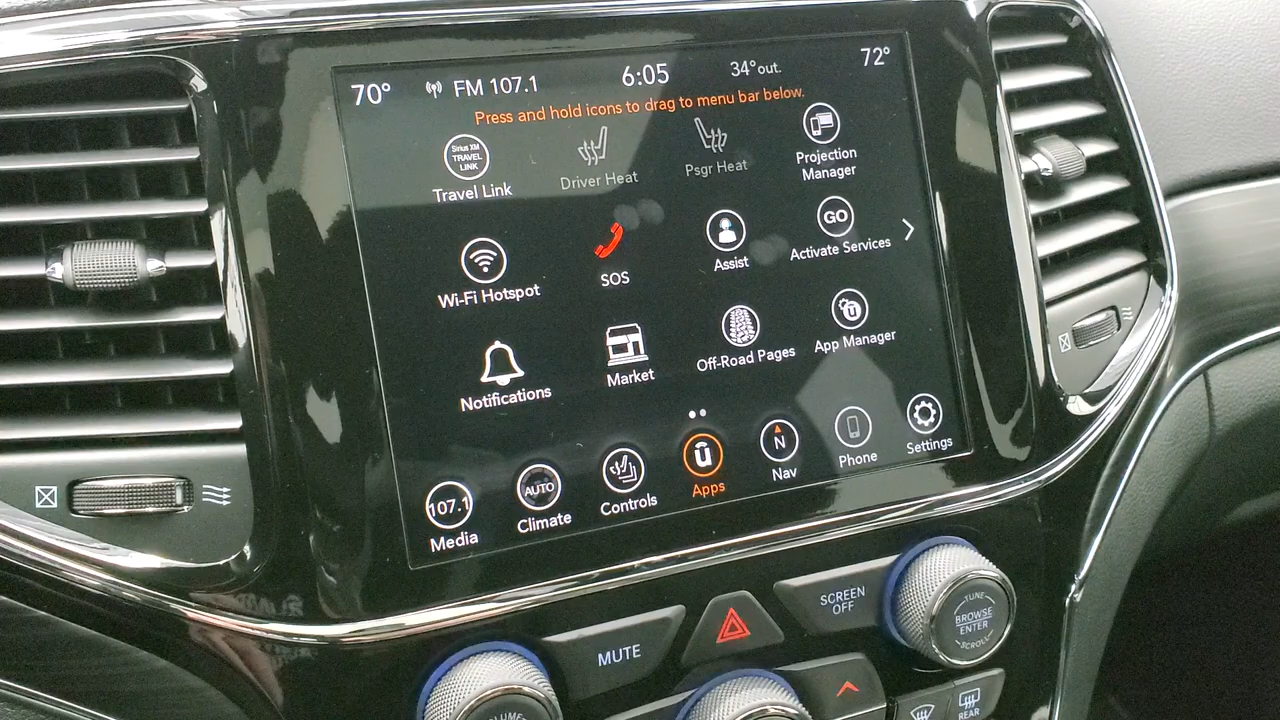 70° FM 107.1 6:05 34°out. 72°
Press and hold icons to drag to menu bar below.
Sirius XM
TRAVEL
LINK
Travel Link
Driver Heat
Psgr Heat
Projection
Manager
Wi-Fi Hotspot
SOS
Assist
GO
Activate Services
Notifications
Market
Off-Road Pages
App Manager
107.1
Media
AUTO
Climate
Controls
Apps
N
Nav
Phone
Settings
MUTE
SCREEN
OFF
TUNE
BROWSE
ENTER
SCROLL
VOLUME
REAR